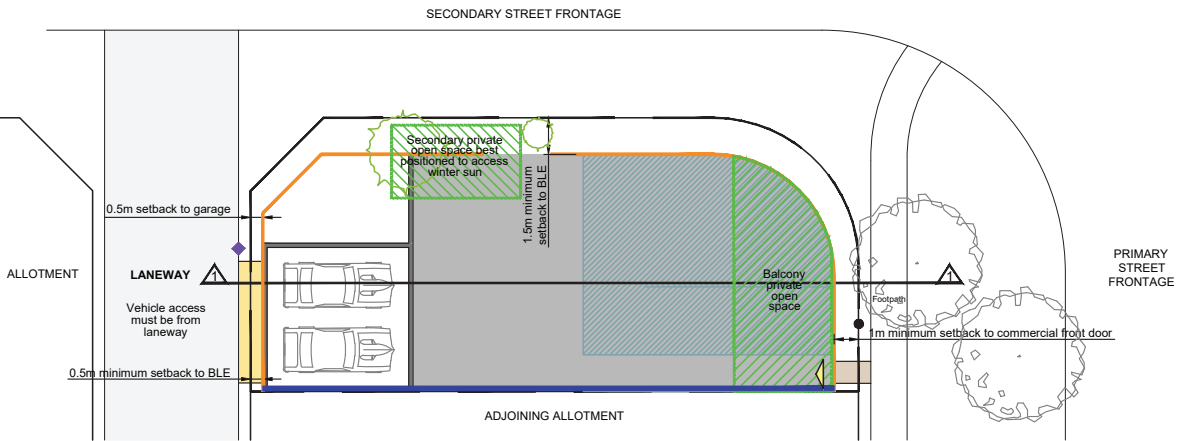 SECONDARY STREET FRONTAGE
Secondary private
open space best
positioned to access
winter sun
1.5m minimum
setback to BLE
0.5m setback to garage
ALLOTMENT
LANEWAY
1
Vehicle access
must be from
laneway
Balcony
private
open
space
1
Footpath
PRIMARY
STREET
FRONTAGE
1m minimum setback to commercial front door
0.5m minimum setback to BLE
ADJOINING ALLOTMENT